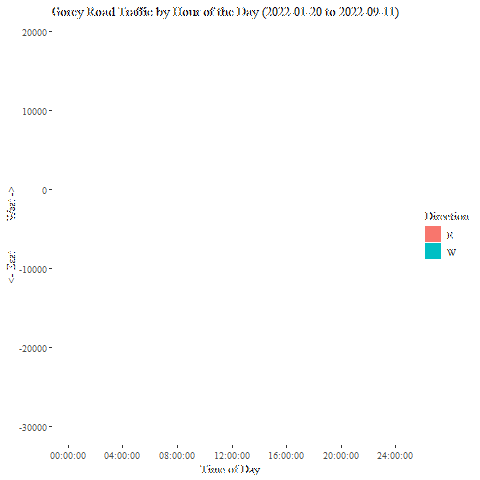 Gorey Road Traffic by Hour of the Day (2022-01-20 to 2022-09-11)
20000
10000
0
-10000
-20000
-30000
<- East West ->
00:00:00 04:00:00 08:00:00 12:00:00 16:00:00 20:00:00 24:00:00
Time of Day
Direction
E
W